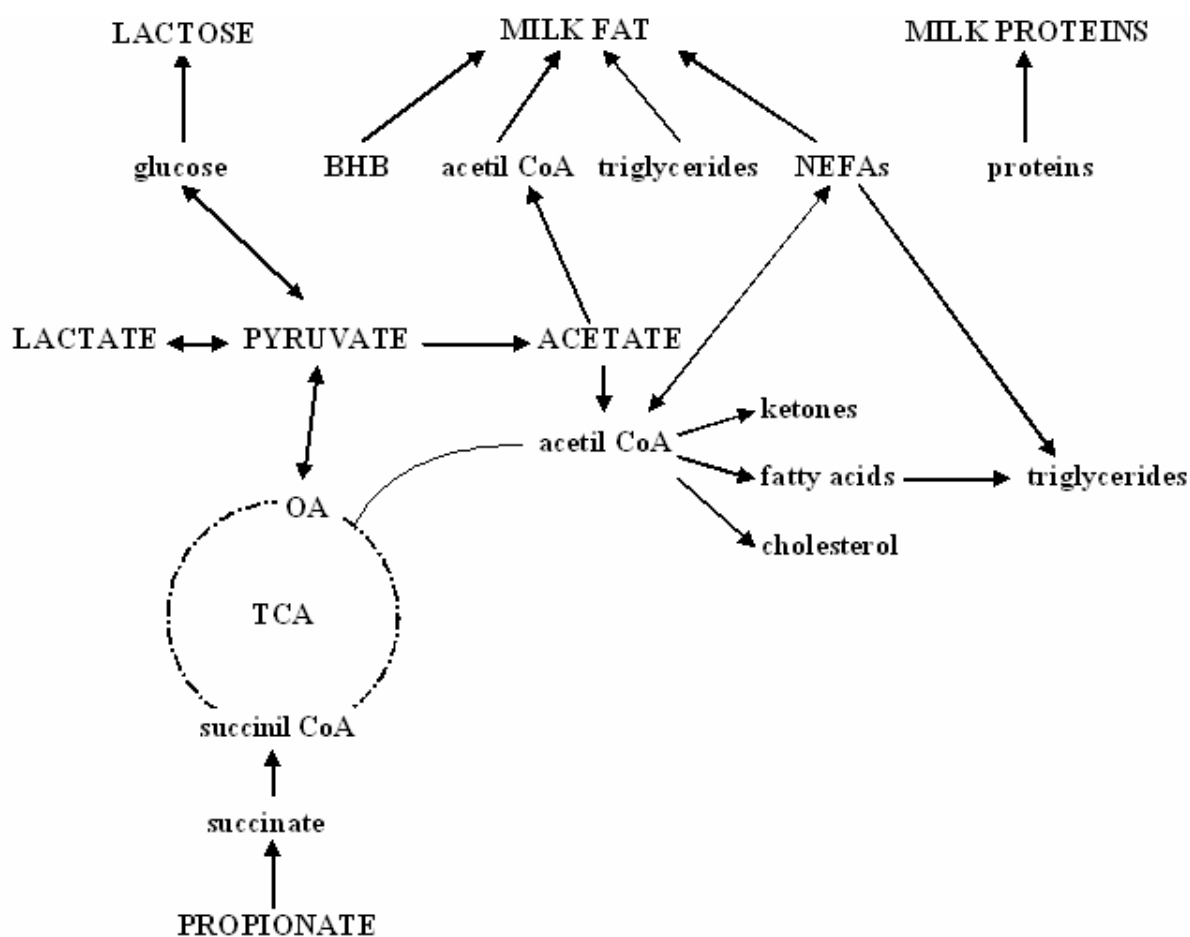 LACTOSE
MILK FAT
MILK PROTEINS
glucose
BHB
acetil CoA
triglycerides
NEFAs
proteins
LACTATE
PYRUVATE
ACETATE
ketones
acetil CoA
fatty acids
triglycerides
OA
cholesterol
TCA
succinil CoA
succinate
PROPIONATE